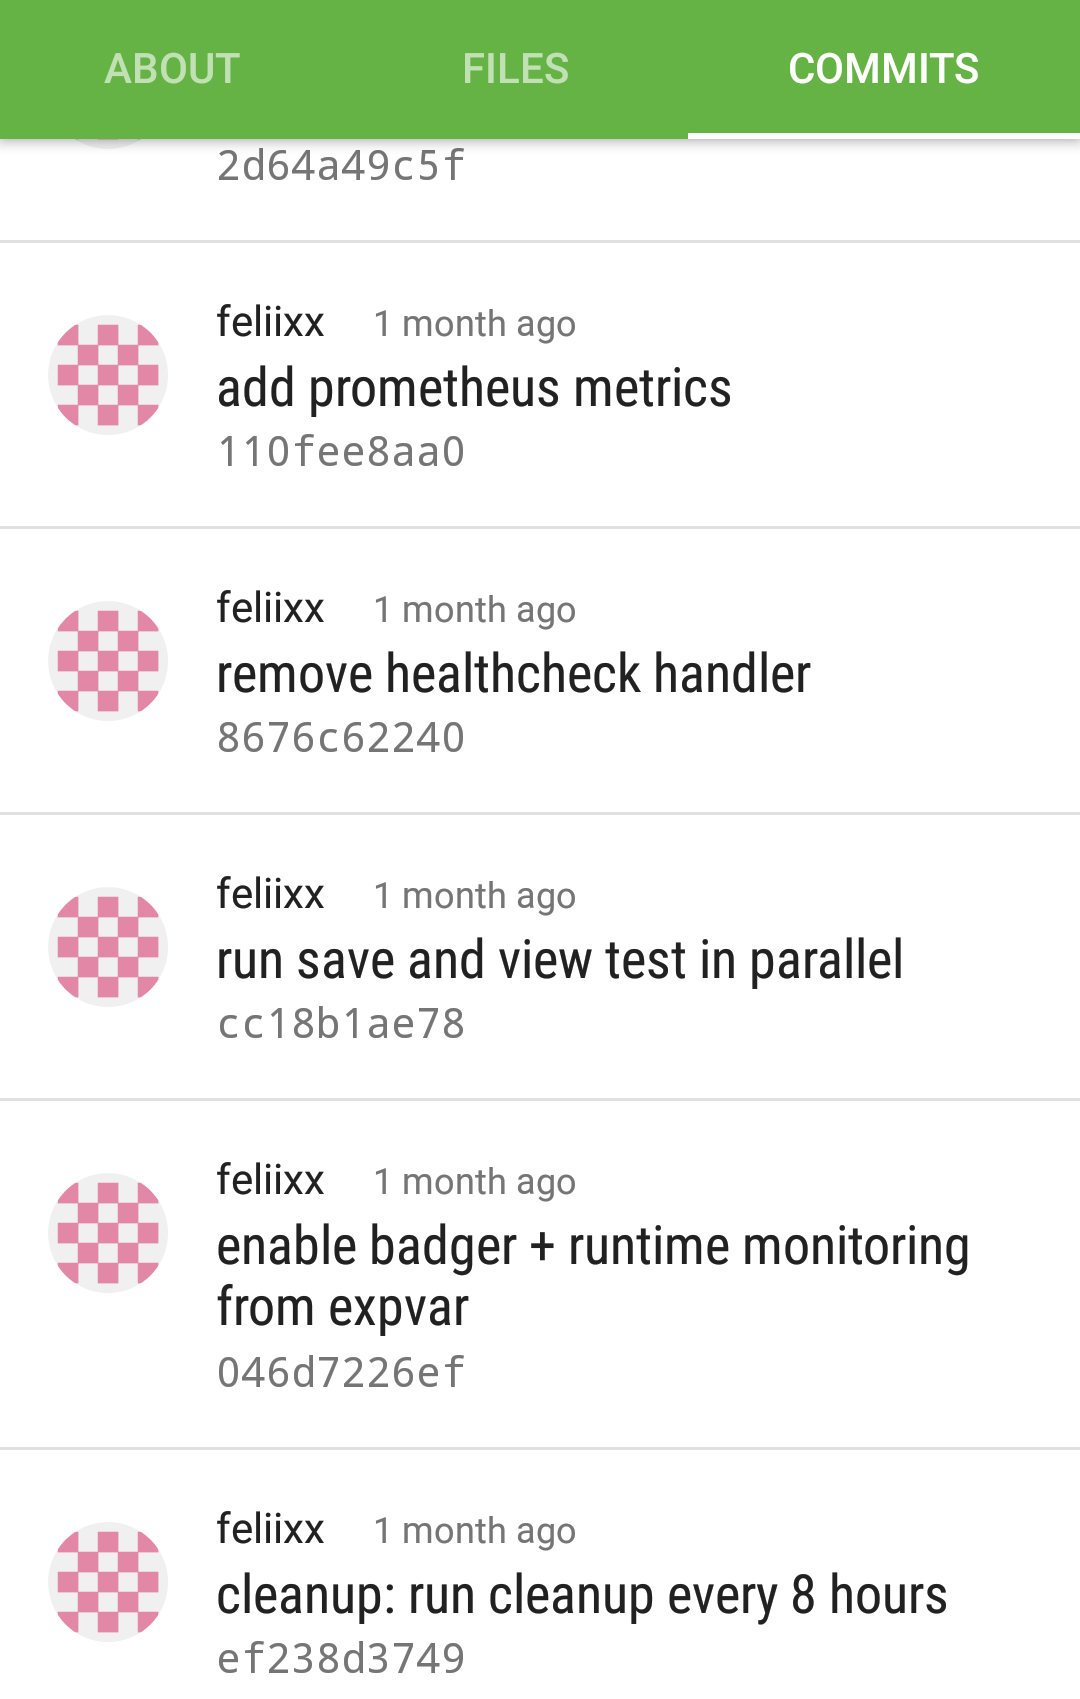 ABOUT FILES COMMITS
2d64a49c5f
feliixx 1 month ago
add prometheus metrics
110fee8aa0
feliixx 1 month ago
remove healthcheck handler
8676c62240
feliixx 1 month ago
run save and view test in parallel
cc18b1ae78
feliixx 1 month ago
enable badger + runtime monitoring
from expvar
046d7226ef
feliixx 1 month ago
cleanup: run cleanup every 8 hours
ef238d3749